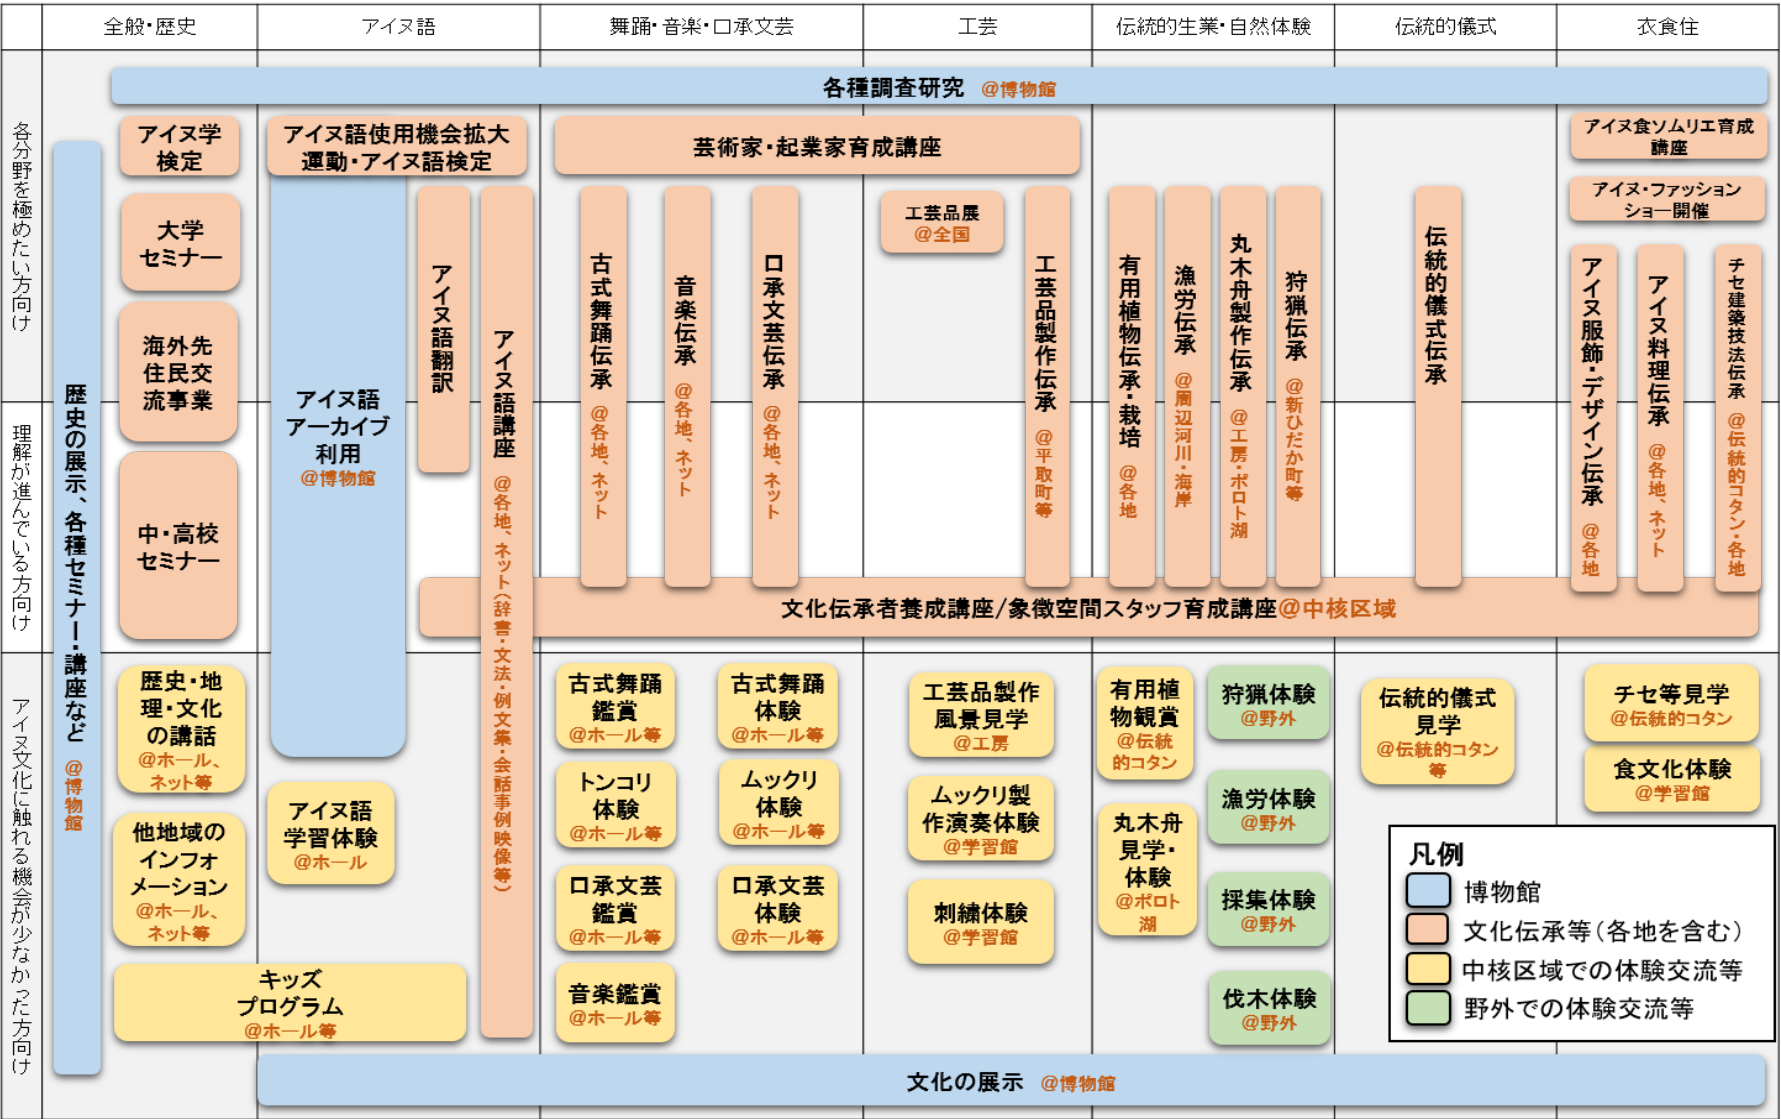 全般・歴史
アイヌ語
舞踊・音楽・口承文芸
工芸
伝統的生業・自然体験
伝統的儀式
衣食住
各分野を極めたい方向け
理解が進んでいる方向け
アイヌ文化に触れる機会が少なかった方向け
各種調査研究 @博物館
歴史の展示、各種セミナー・講座など @博物館
アイヌ学
検定
大学
セミナー
海外先
住民交
流事業
中・高校
セミナー
歴史・地
理・文化
の講話
@ホール、
ネット等
他地域の
インフォ
メーション
@ホール、
ネット等
キッズ
プログラム
@ホール等
アイヌ語使用機会拡大
運動・アイヌ語検定
アイヌ語
アーカイブ
利用
@博物館
アイヌ語翻訳
アイヌ語講座 @各地、ネット(辞書・文法・例文集・会話事例映像等)
アイヌ語
学習体験
@ホール
芸術家・起業家育成講座
古式舞踊伝承 @各地、ネット
音楽伝承 @各地、ネット
口承文芸伝承 @各地、ネット
工芸品展
@全国
工芸品製作伝承 @平取町等
有用植物伝承・栽培 @各地
漁労伝承 @周辺河川・海岸
丸木舟製作伝承 @工房・ポロト湖
狩猟伝承 @新ひだか町等
伝統的儀式伝承
アイヌ食ソムリエ育成
講座
アイヌ・ファッション
ショー開催
アイヌ服飾・デザイン伝承 @各地
アイヌ料理伝承 @各地、ネット
チセ建築技法伝承 @伝統的コタン・各地
文化伝承者養成講座/象徴空間スタッフ育成講座@中核区域
古式舞踊
鑑賞
@ホール等
古式舞踊
体験
@ホール等
トンコリ
体験
@ホール等
ムックリ
体験
@ホール等
口承文芸
鑑賞
@ホール等
口承文芸
体験
@ホール等
音楽鑑賞
@ホール等
工芸品製作
風景見学
@工房
ムックリ製
作演奏体験
@学習館
刺繍体験
@学習館
有用植
物観賞
@伝統
的コタン
丸木舟
見学・
体験
@ポロト
湖
狩猟体験
@野外
漁労体験
@野外
採集体験
@野外
伐木体験
@野外
伝統的儀式
見学
@伝統的コタン
等
チセ等見学
@伝統的コタン
食文化体験
@学習館
凡例
博物館
文化伝承等(各地を含む)
中核区域での体験交流等
野外での体験交流等
文化の展示 @博物館